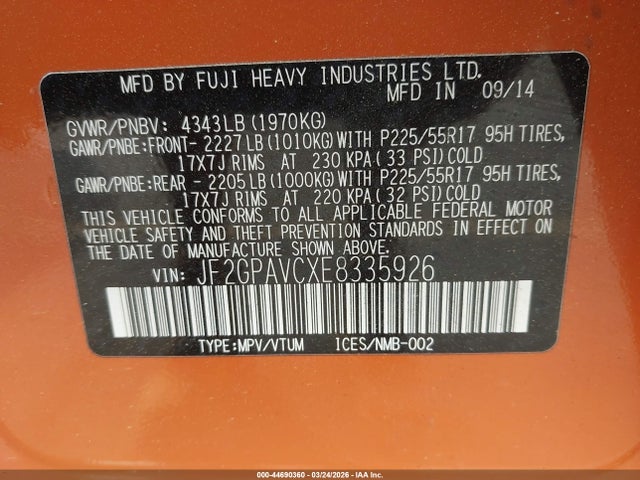 MFD BY FUJI HEAVY INDUSTRIES LTD.
MFD IN 09/14
GVWR/PNBV: 4343LB (1970KG)
GAWR/PNBE:FRONT- 2227 LB (1010KG) WITH P225/55R17 95H TIRES,
17X7J RIMS AT 230 KPA ( 33 PSI) COLD
GAWR/PNBE:REAR - 2205 LB (1000KG) WITH P225/55R17 95H TIRES,
17X7J RIMS AT 220 KPA ( 32 PSI) COLD
THIS VEHICLE CONFORMS TO ALL APPLICABLE FEDERAL MOTOR
VEHICLE SAFETY AND THEFT PREVENTION STANDARDS IN EFFECT ON
THE DATE OF MANUFACTURE SHOWN ABOVE.
VIN: JF2GPAVCXE8335926
TYPE:MPV/VTUM ICES/NMB-002
000-44690360 - 03/24/2026 - IAA Inc.